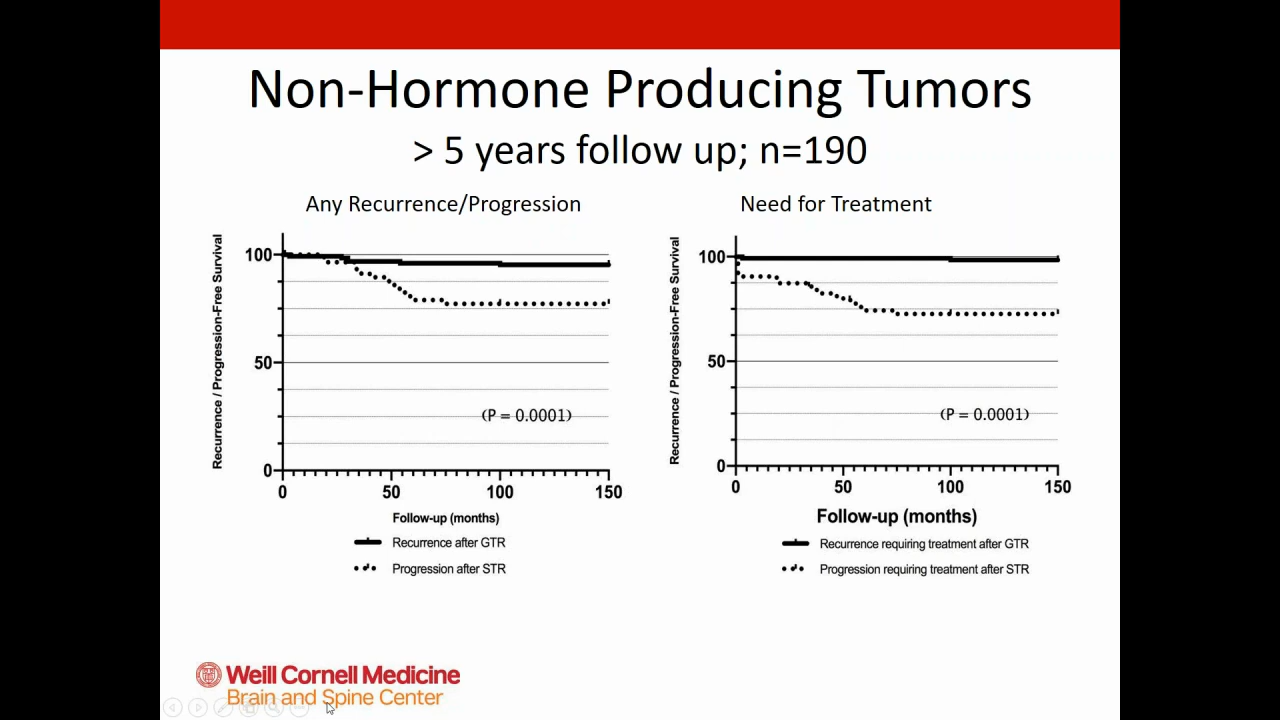 Non-Hormone Producing Tumors
> 5 years follow up; n=190
Any Recurrence/Progression
Recurrence / Progression-Free Survival
100
50
0
(P = 0.0001)
0 50 100 150
Follow-up (months)
Recurrence after GTR
Progression after STR
Need for Treatment
Recurrence / Progression-Free Survival
100
50
0
(P = 0.0001)
0 50 100 150
Follow-up (months)
Recurrence requiring treatment after GTR
Progression requiring treatment after STR
Weill Cornell Medicine
Brain and Spine Center